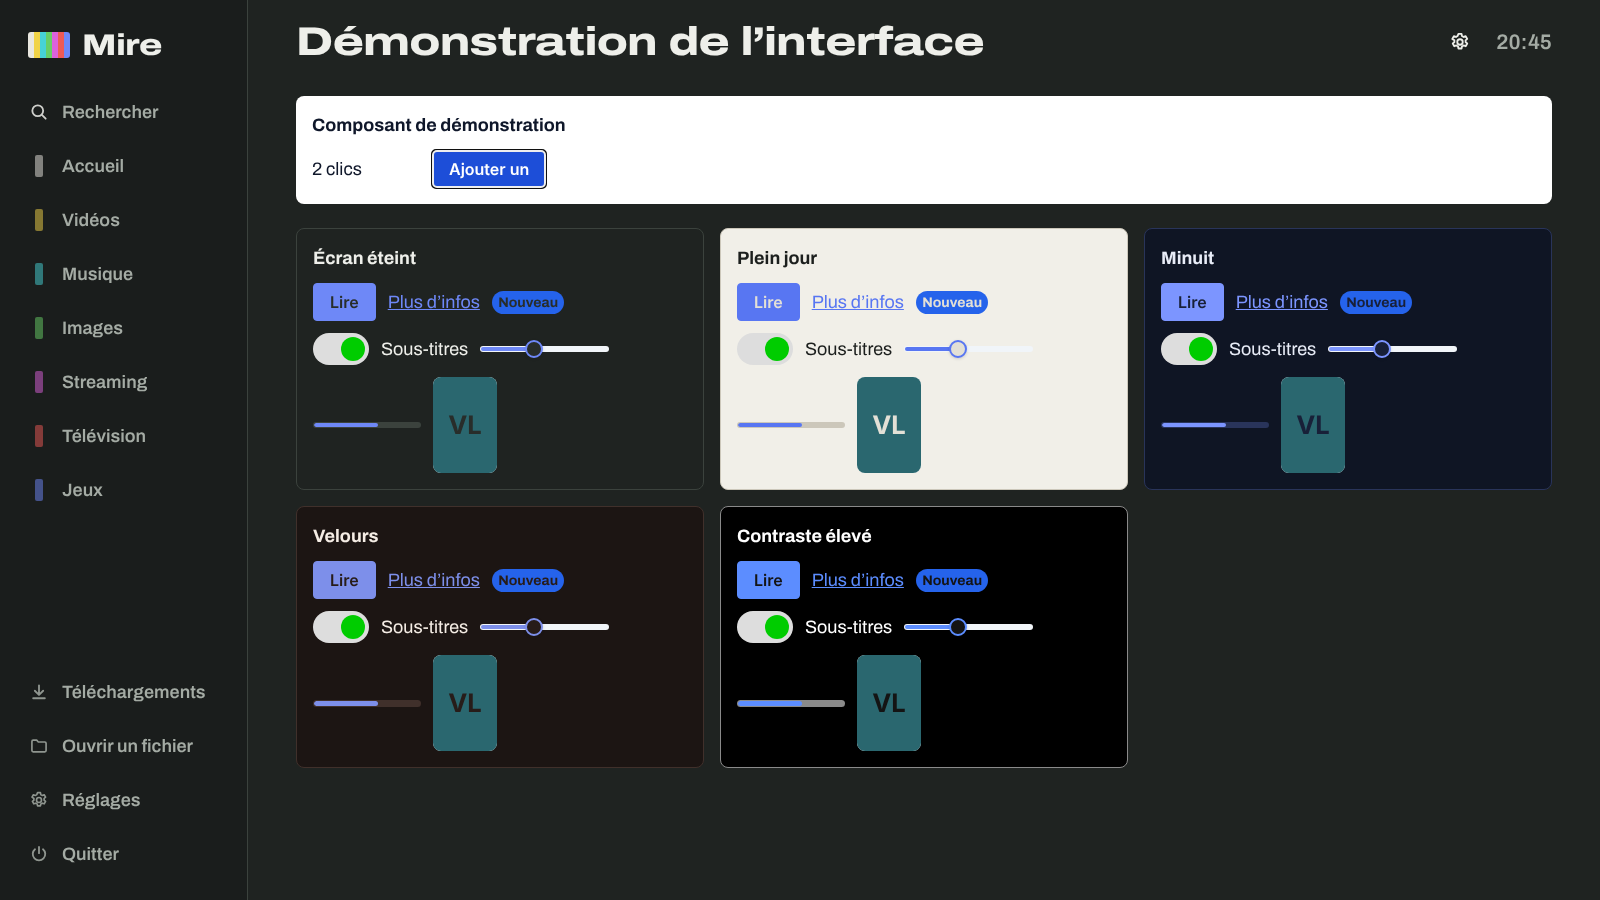 Mire
Démonstration de l’interface
20:45
Rechercher
Accueil
Vidéos
Musique
Images
Streaming
Télévision
Jeux
Téléchargements
Ouvrir un fichier
Réglages
Quitter
Composant de démonstration
2 clics
Ajouter un
Écran éteint
Lire Plus d’infos Nouveau
Sous-titres
VL
Plein jour
Lire Plus d’infos Nouveau
Sous-titres
VL
Minuit
Lire Plus d’infos Nouveau
Sous-titres
VL
Velours
Lire Plus d’infos Nouveau
Sous-titres
VL
Contraste élevé
Lire Plus d’infos Nouveau
Sous-titres
VL